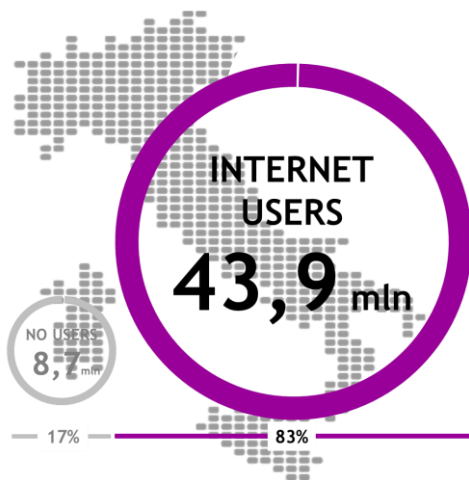 INTERNET
USERS
43,9 mln
NO USERS
8,7 mln
17%
83%